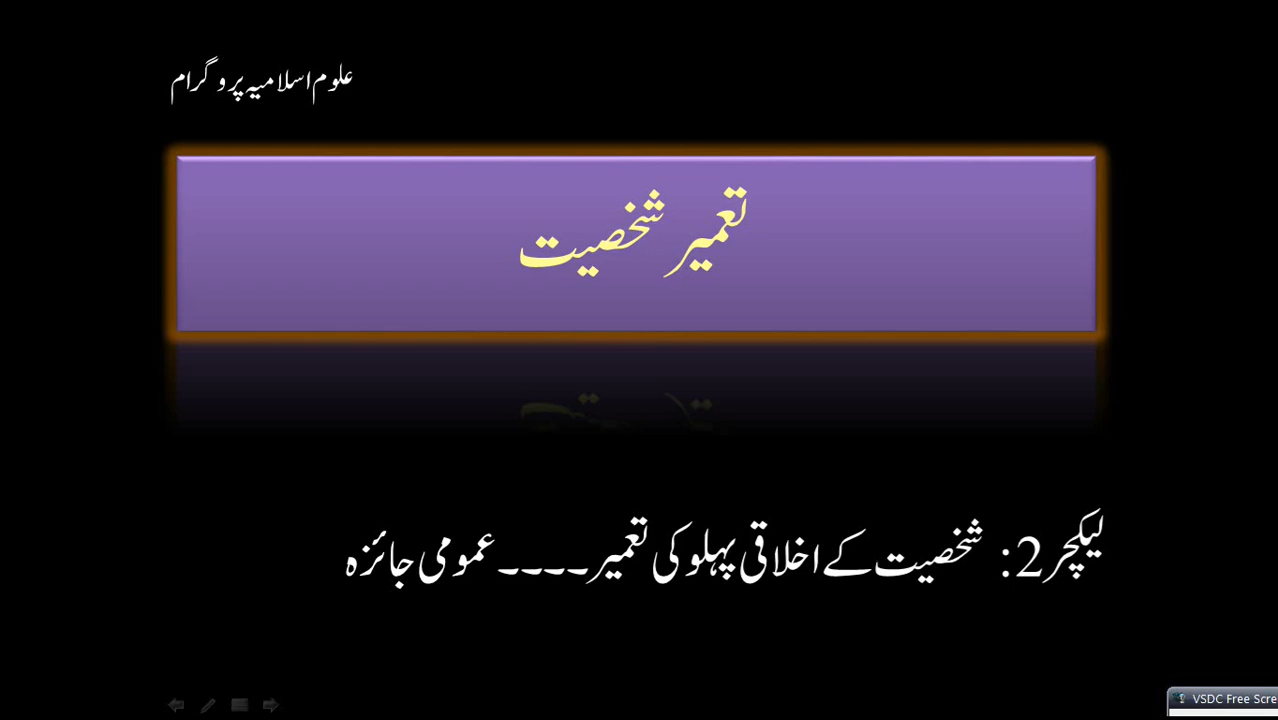 علوم اسلامیہ پروگرام
تعمیر شخصیت
لیکچر 2: شخصیت کے اخلاقی پہلو کی تعمیر ۔۔۔۔ عمومی جائزہ
VSDC Free Scre